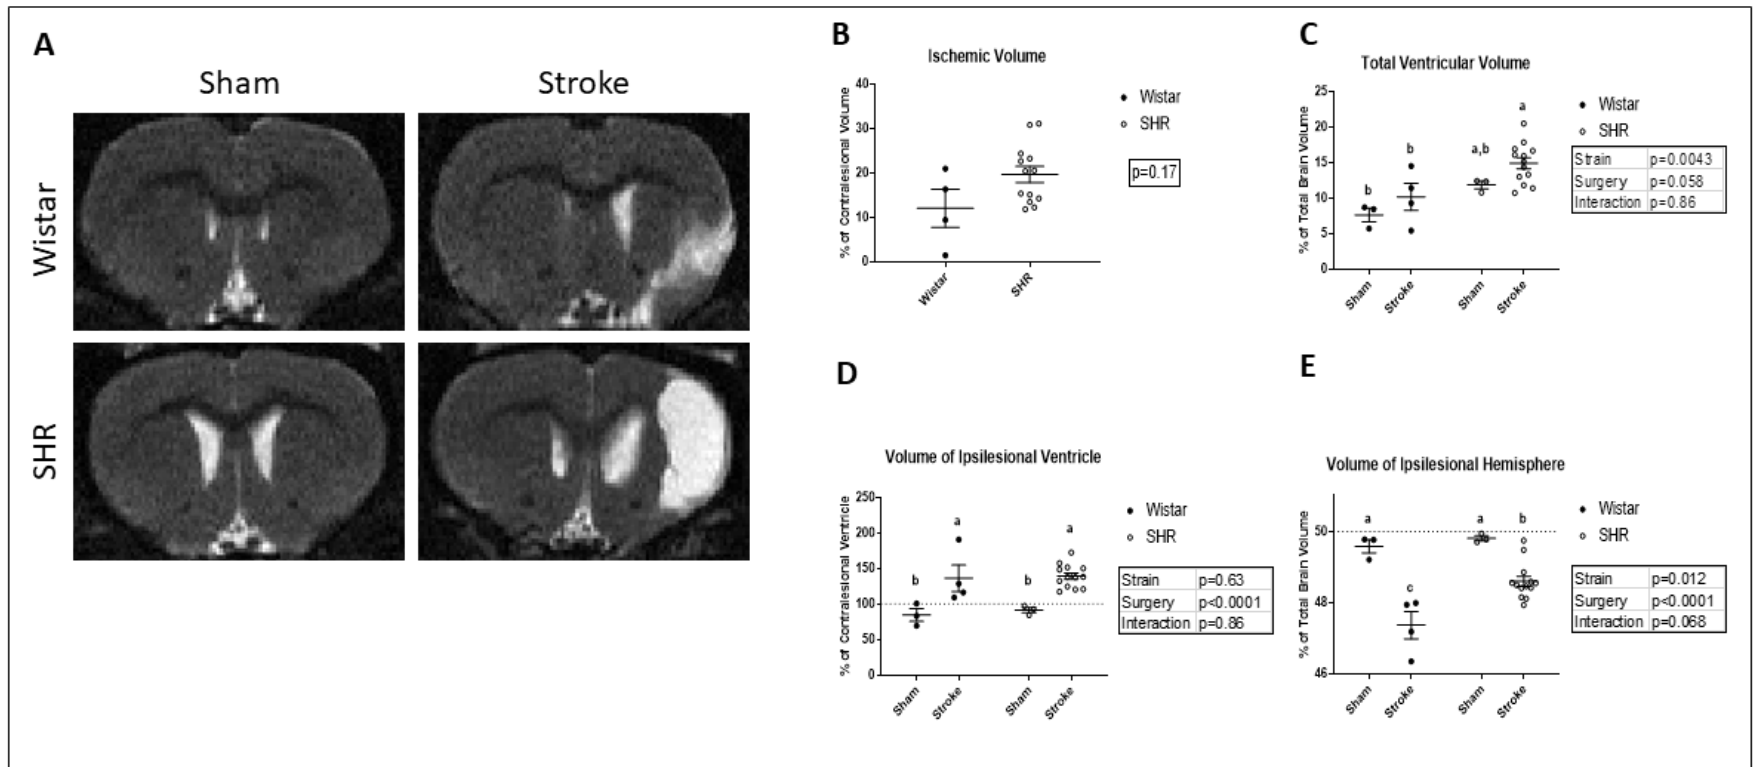 A
Sham
Stroke
Wistar
SHR
B
Ischemic Volume
% of Contralesional Volume
40
30
20
10
0
Wistar
SHR
Wistar
SHR
p=0.17
C
Total Ventricular Volume
% of Total Brain Volume
25
20
15
10
5
0
b
b
a,b
a
Sham
Stroke
Sham
Stroke
Wistar
SHR
Strain p=0.0043
Surgery p=0.058
Interaction p=0.86
D
Volume of Ipsilesional Ventricle
% of Contralesional Ventricle
250
200
150
100
50
0
b
a
b
a
Sham
Stroke
Sham
Stroke
Wistar
SHR
Strain p=0.63
Surgery p<0.0001
Interaction p=0.86
E
Volume of Ipsilesional Hemisphere
% of Total Brain Volume
50
48
46
a
c
a
b
Sham
Stroke
Sham
Stroke
Wistar
SHR
Strain p=0.012
Surgery p<0.0001
Interaction p=0.068